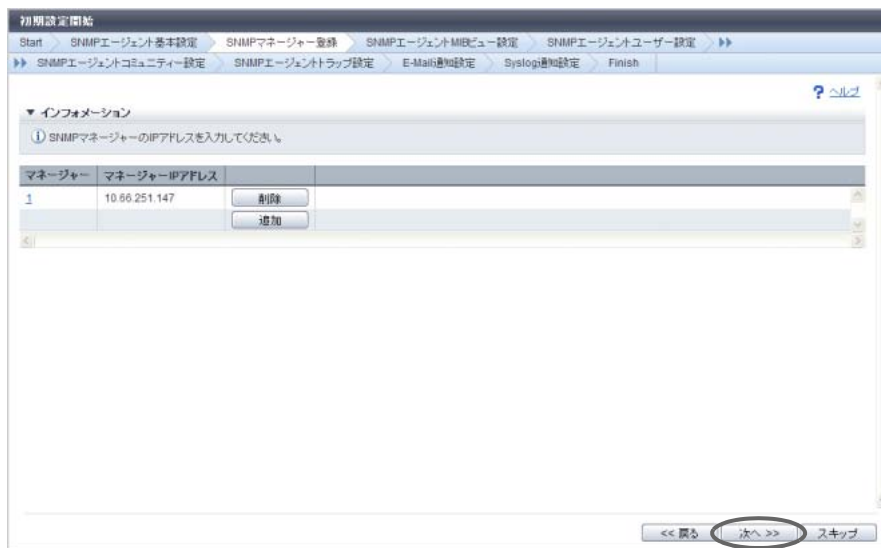 初期設定開始
Start SNMPエージェント基本設定 SNMPマネージャー登録 SNMPエージェントMIBビュー設定 SNMPエージェントユーザー設定
SNMPエージェントコミュニティー設定 SNMPエージェントトラップ設定 E-Mail通知設定 Syslog通知設定 Finish
? ヘルプ
▼ インフォメーション
SNMPマネージャーのIPアドレスを入力してください。
マネージャー マネージャーIPアドレス
1 10.66.251.147 削除
追加
<< 戻る 次へ >> スキップ